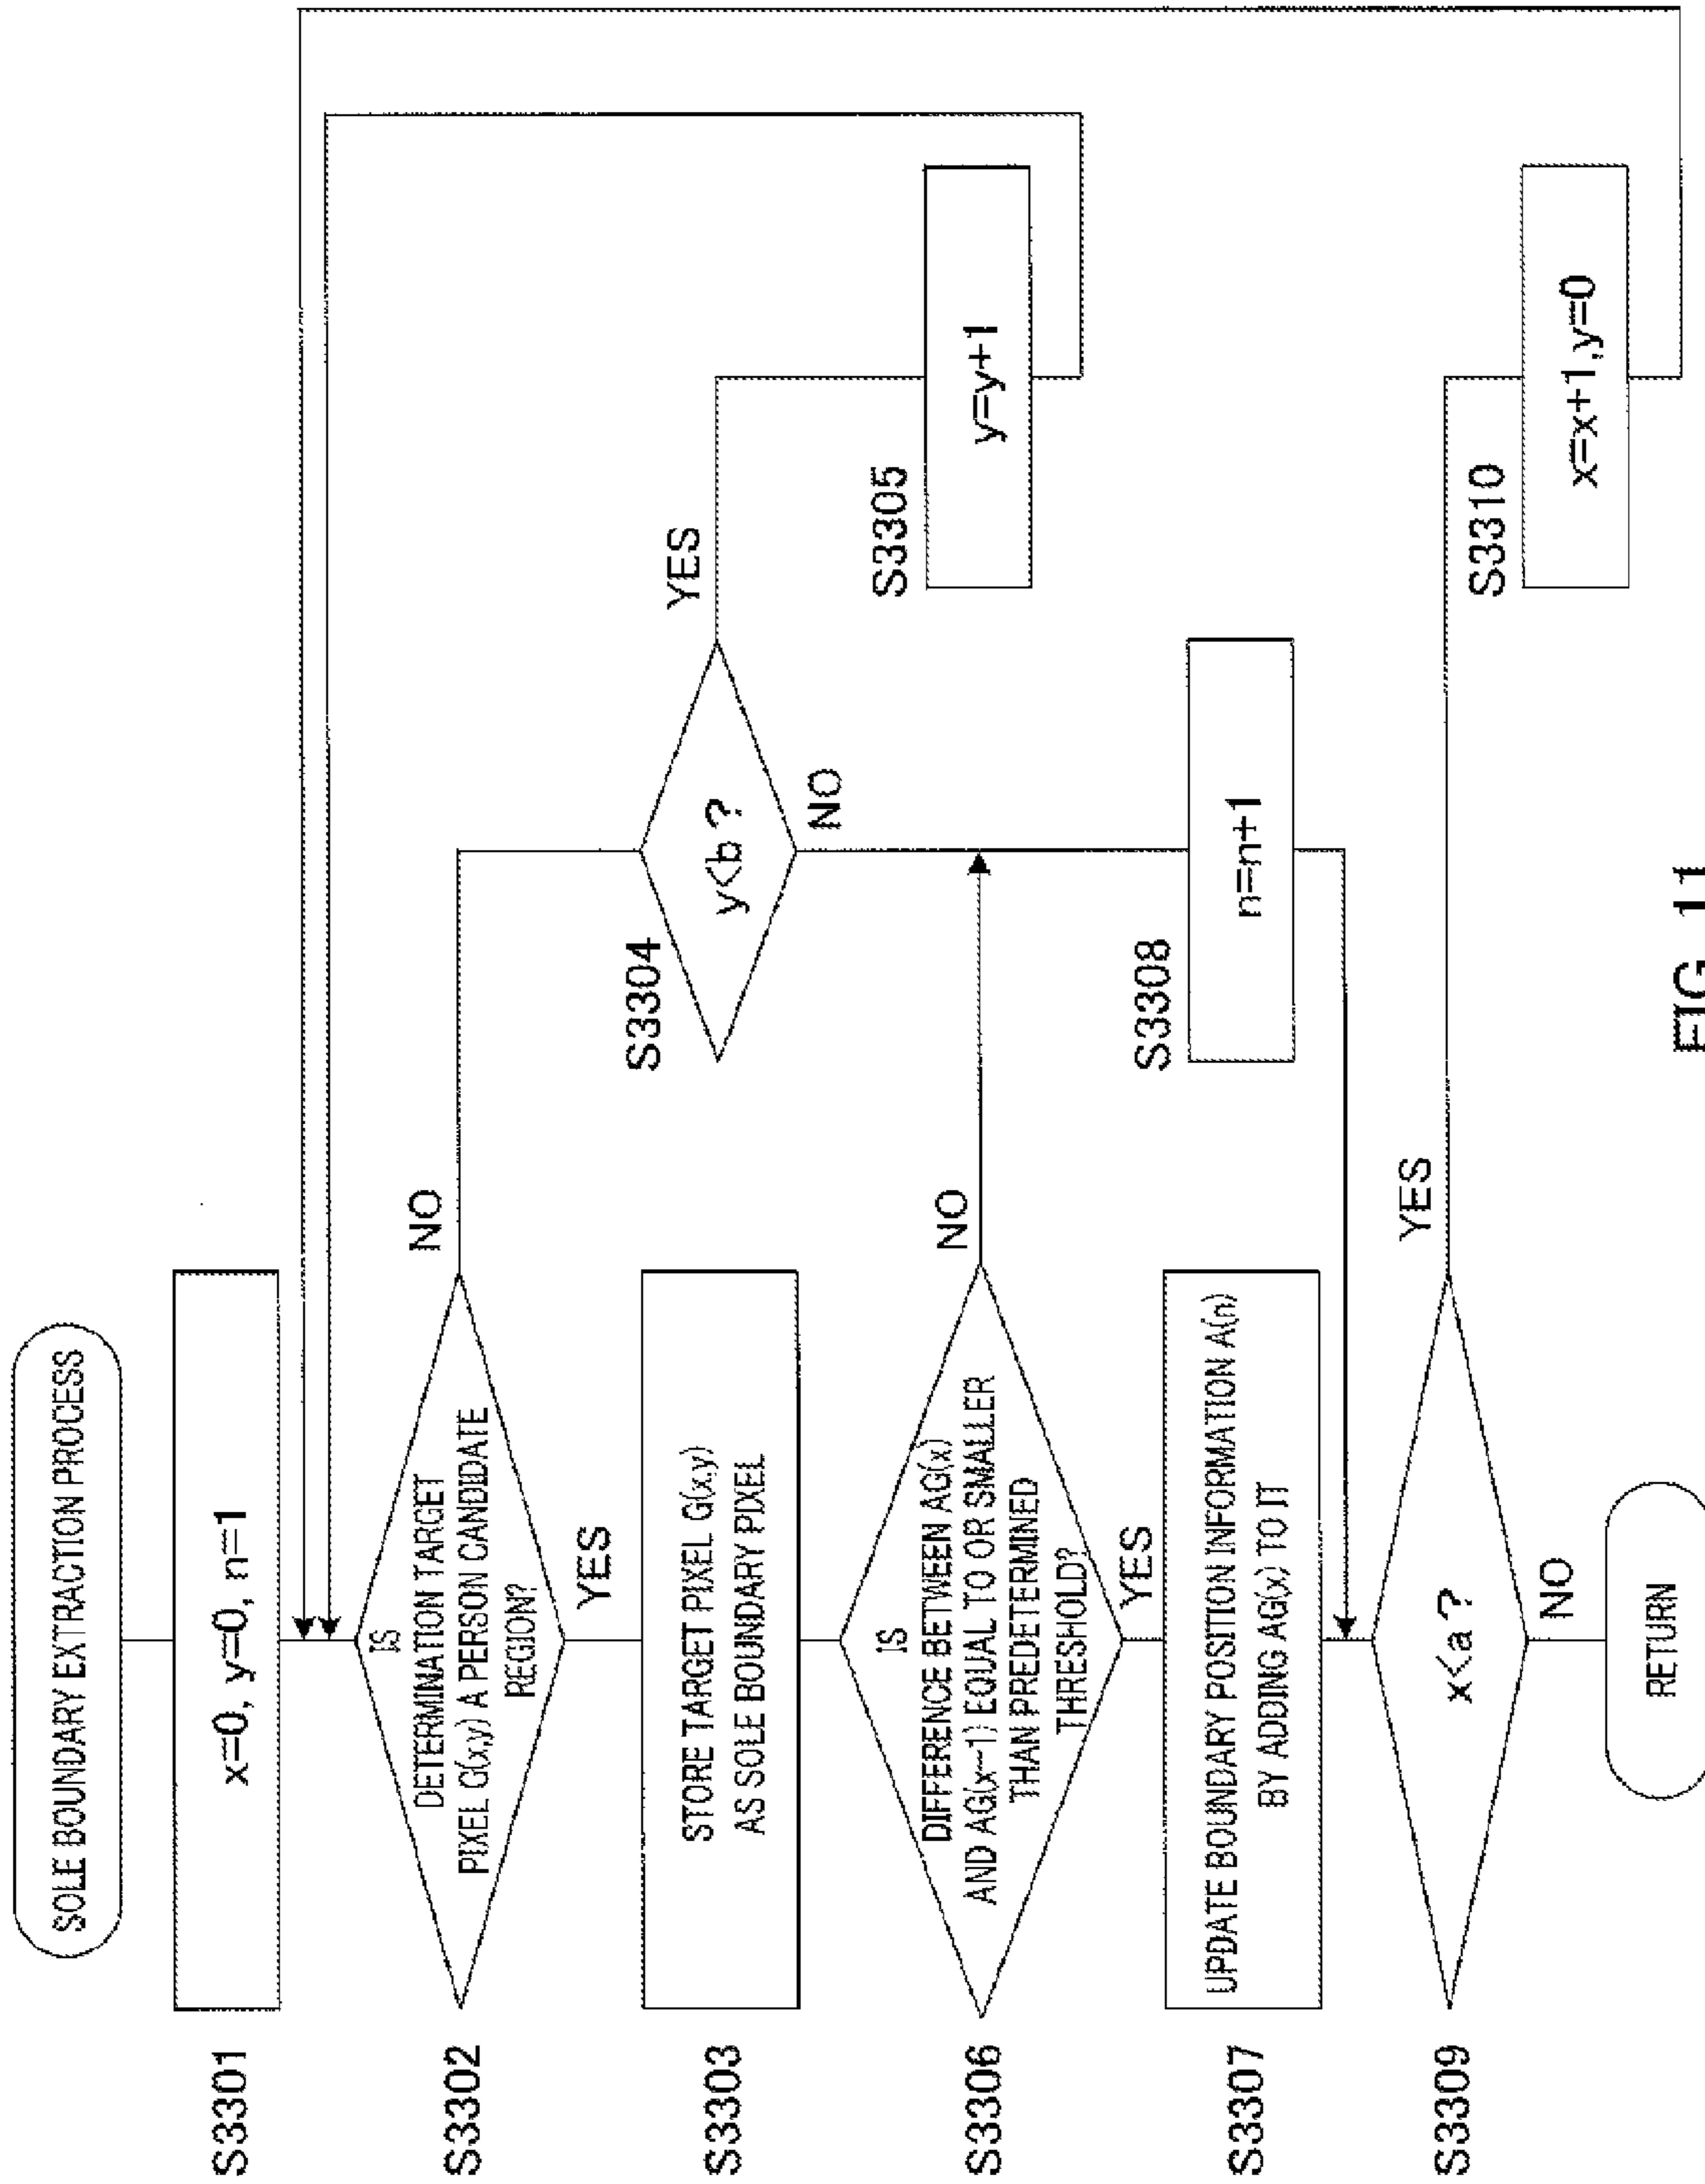 SOLE BOUNDARY EXTRACTION PROCESS
S3301
x=0, y=0, n=1
S3302
IS
DETERMINATION TARGET
PIXEL G(x,y) A PERSON CANDIDATE
REGION?
NO
YES
S3303
STORE TARGET PIXEL G(x,y)
AS SOLE BOUNDARY PIXEL
S3304
y<b ?
YES
NO
S3305
y=y+1
S3306
IS
DIFFERENCE BETWEEN AG(x)
AND AG(x-1) EQUAL TO OR SMALLER
THAN PREDETERMINED
THRESHOLD?
NO
YES
S3307
UPDATE BOUNDARY POSITION INFORMATION A(n)
BY ADDING AG(x) TO IT
S3308
n=n+1
S3309
x<a ?
YES
NO
S3310
x=x+1,y=0
RETURN
FIG. 11